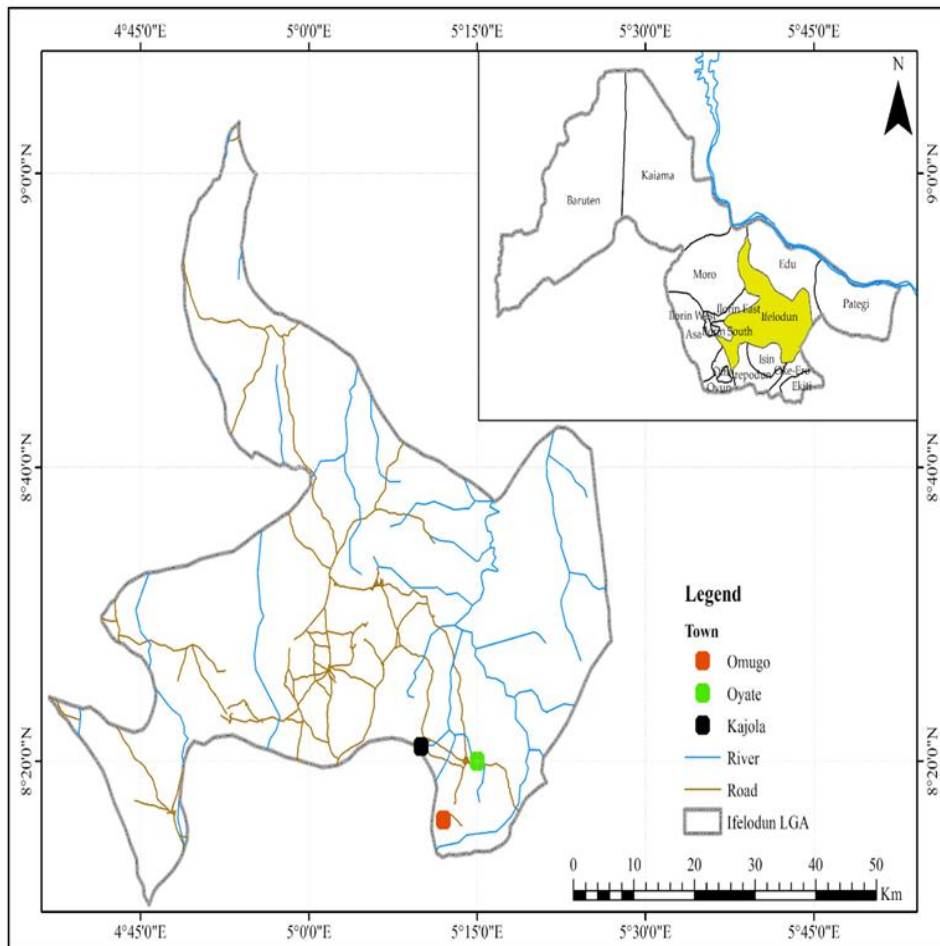 4°45'0"E 5°0'0"E 5°15'0"E 5°30'0"E 5°45'0"E
N
9°0'0"N
9°0'0"N
Baruten
Kaiama
Moro
Edu
Pategi
Ilorin East
Ilorin West
Ifelodun
Asa
South
Isin
Oke-Ero
Ekiti
8°40'0"N
8°40'0"N
Legend
Town
Omugo
Oyate
Kajola
River
Road
Ifelodun LGA
8°20'0"N
8°20'0"N
0 10 20 30 40 50
Km
4°45'0"E 5°0'0"E 5°15'0"E 5°30'0"E 5°45'0"E